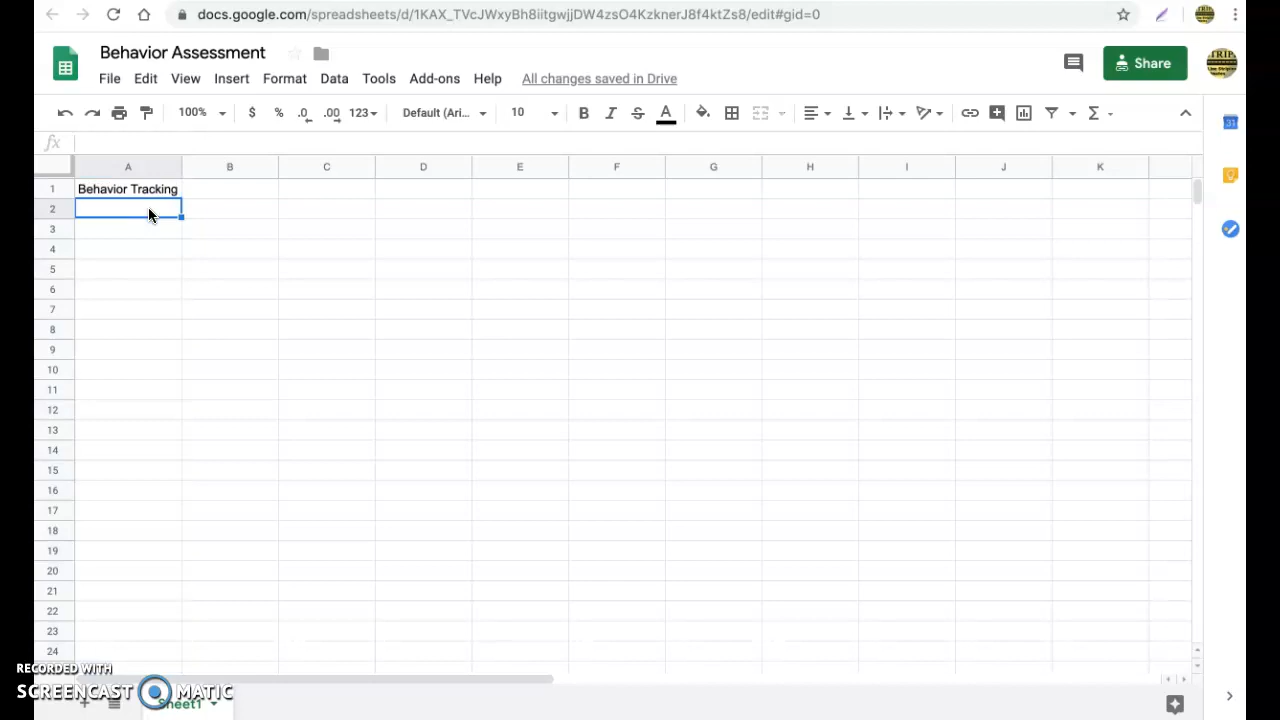 docs.google.com/spreadsheets/d/1KAX_TVcJWxyBh8iitgwjjDW4zsO4KzknerJ8f4ktZs8/edit#gid=0
Behavior Assessment
File Edit View Insert Format Data Tools Add-ons Help All changes saved in Drive
Share
TRIP
100% $ % .0 .00 123 Default (Ari... 10 B I S A Σ
31
fx
A B C D E F G H I J K
1 Behavior Tracking
2
3
4
5
6
7
8
9
10
11
12
13
14
15
16
17
18
19
20
21
22
23
24
RECORDED WITH
SCREENCAST MATIC
Sheet1